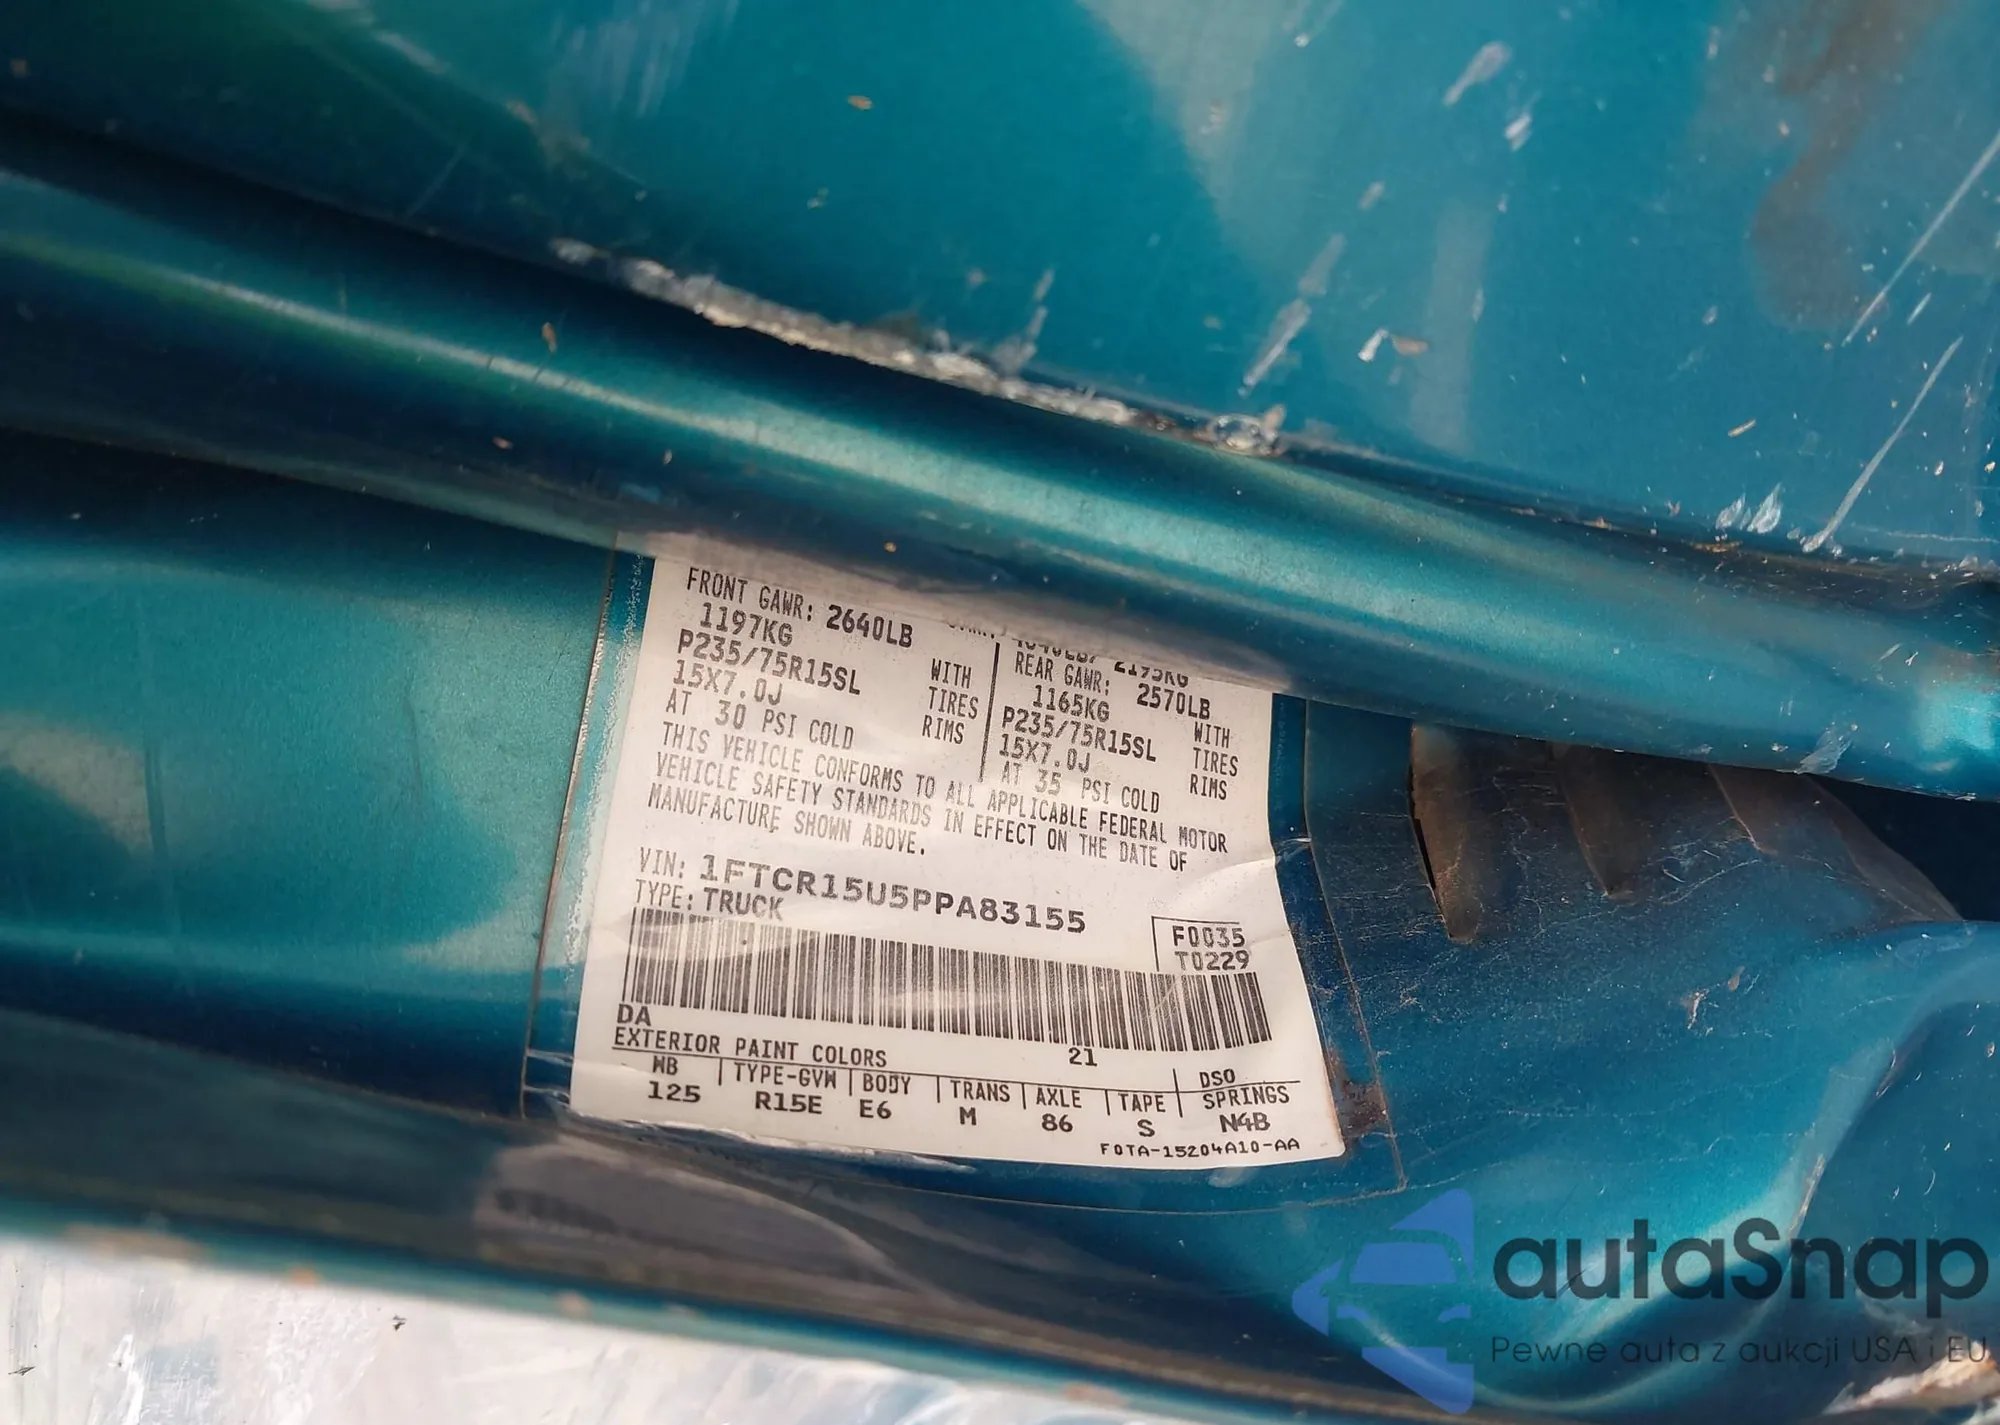 FRONT GAWR: 2640LB
1197KG WITH
P235/75R15SL TIRES
15X7.0J RIMS
AT 30 PSI COLD
2195KG
REAR GAWR: 2570LB
1165KG WITH
P235/75R15SL TIRES
15X7.0J RIMS
AT 35 PSI COLD
THIS VEHICLE CONFORMS TO ALL APPLICABLE FEDERAL MOTOR
VEHICLE SAFETY STANDARDS IN EFFECT ON THE DATE OF
MANUFACTURE SHOWN ABOVE.
VIN: 1FTCR15U5PPA83155
TYPE: TRUCK
F0035
T0229
DA 21
EXTERIOR PAINT COLORS DSO
WB TYPE-GVW BODY TRANS AXLE TAPE SPRINGS
125 R15E E6 M 86 S N4B
F0TA-15204A10-AA
autaSnap
Pewne auta z aukcji USA i EU